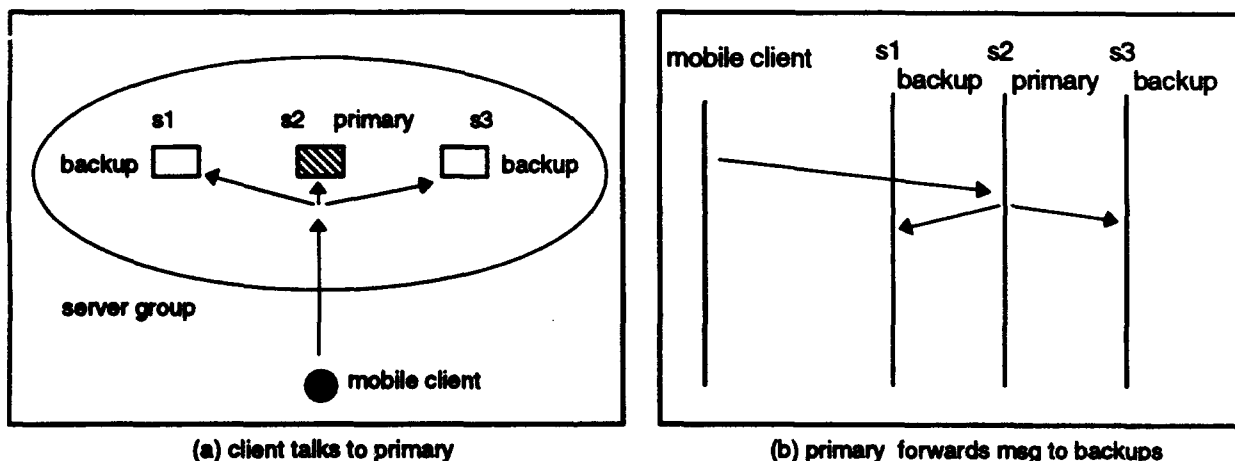 s1 s2 primary s3
backup backup
server group
mobile client
(a) client talks to primary
mobile client s1 s2 s3
backup primary backup
(b) primary forwards msg to backups